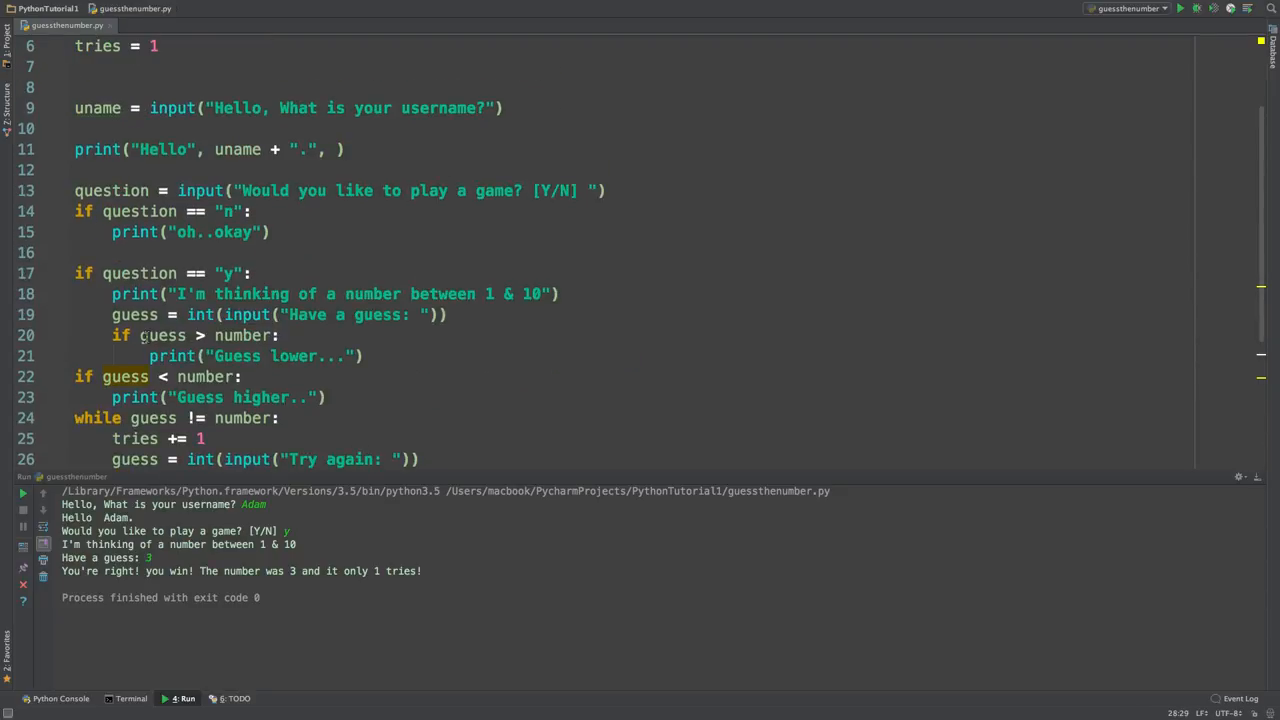 PythonTutorial1 guessthenumber.py guessthenumber
guessthenumber.py
1: Project
Z: Structure
2: Favorites
Database
6 tries = 1
7
8
9 uname = input("Hello, What is your username?")
10
11 print("Hello", uname + ".", )
12
13 question = input("Would you like to play a game? [Y/N] ")
14 if question == "n":
15 print("oh..okay")
16
17 if question == "y":
18 print("I'm thinking of a number between 1 & 10")
19 guess = int(input("Have a guess: "))
20 if guess > number:
21 print("Guess lower...")
22 if guess < number:
23 print("Guess higher..")
24 while guess != number:
25 tries += 1
26 guess = int(input("Try again: "))
Run guessthenumber
/Library/Frameworks/Python.framework/Versions/3.5/bin/python3.5 /Users/macbook/PycharmProjects/PythonTutorial1/guessthenumber.py
Hello, What is your username? Adam
Hello  Adam.
Would you like to play a game? [Y/N] y
I'm thinking of a number between 1 & 10
Have a guess: 3
You're right! you win! The number was 3 and it only 1 tries!
Process finished with exit code 0
Python Console Terminal 4: Run 6: TODO Event Log
28:29 LF÷ UTF-8÷